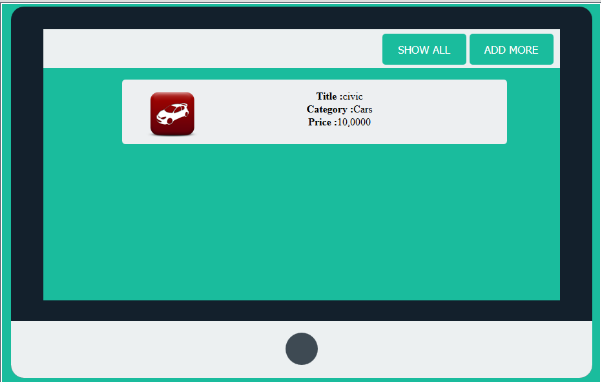 SHOW ALL ADD MORE
Title :civic
Category :Cars
Price :10,0000